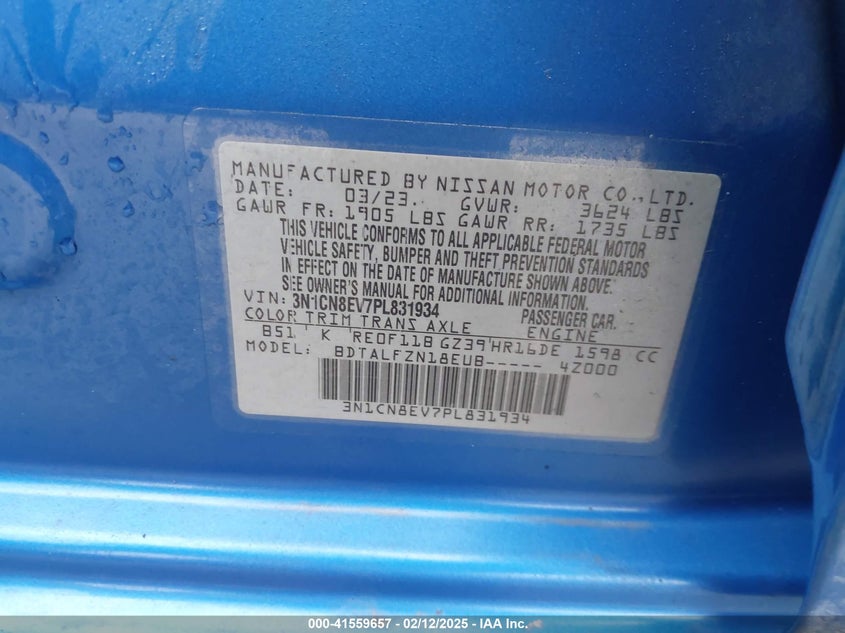 MANUFACTURED BY NISSAN MOTOR CO., LTD.
DATE: 03/23. GVWR: 3624 LBS
GAWR FR: 1905 LBS GAWR RR: 1735 LBS
THIS VEHICLE CONFORMS TO ALL APPLICABLE FEDERAL MOTOR
VEHICLE SAFETY, BUMPER AND THEFT PREVENTION STANDARDS
IN EFFECT ON THE DATE OF MANUFACTURE SHOWN ABOVE.
SEE OWNER'S MANUAL FOR ADDITIONAL INFORMATION.
VIN: 3N1CN8EV7PL831934 PASSENGER CAR.
COLOR TRIM TRANS AXLE ENGINE
B51 K RE0F11B GZ39 HR16DE 1598 CC
MODEL: BDTALFZN18EUB----- 4Z000
3N1CN8EV7PL831934
000-41559657 - 02/12/2025 - IAA Inc.